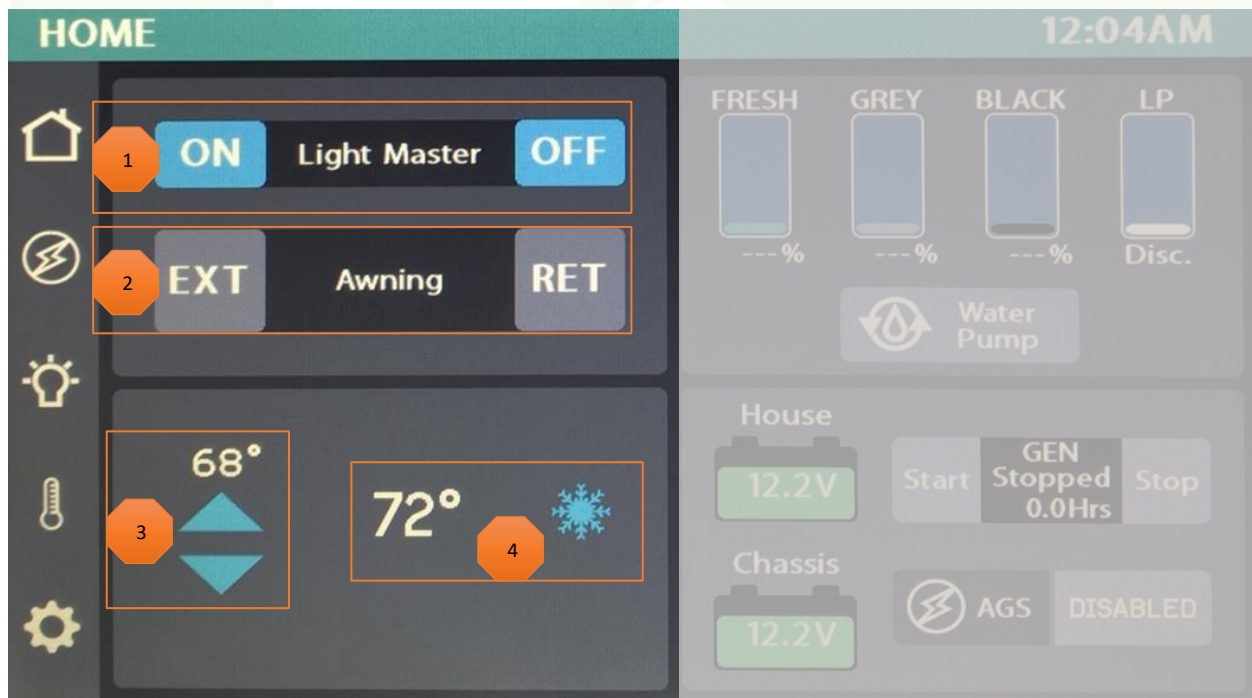 HOME
12:04AM
1
ON Light Master OFF
2
EXT Awning RET
3
68°
72°
4
FRESH GREY BLACK LP
---% ---% ---% Disc.
Water
Pump
House
12.2V
Start
GEN
Stopped
0.0Hrs
Stop
Chassis
12.2V
AGS DISABLED